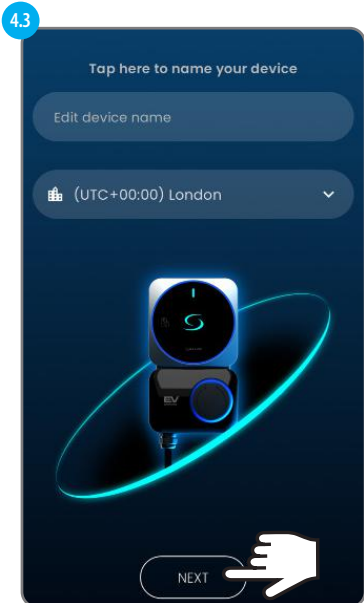 4.3
Tap here to name your device
Edit device name
(UTC+00:00) London
EV
NEXT